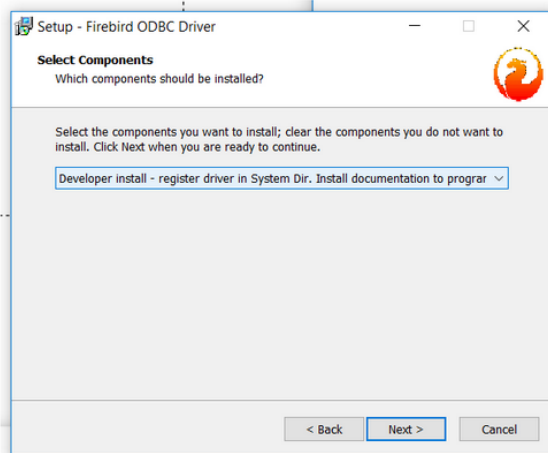 Setup - Firebird ODBC Driver
Select Components
Which components should be installed?
Select the components you want to install; clear the components you do not want to
install. Click Next when you are ready to continue.
Developer install - register driver in System Dir. Install documentation to prograr
< Back
Next >
Cancel